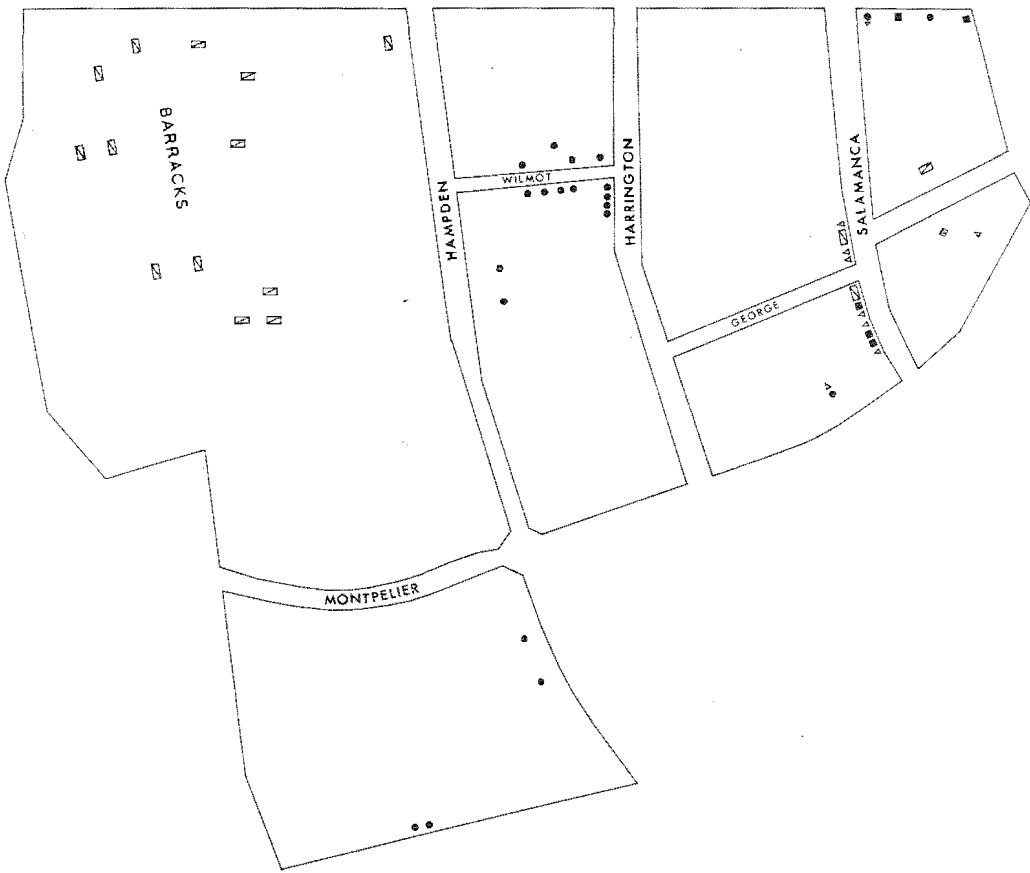 BARRACKS
HAMPDEN
WILMOT
HARRINGTON
SALAMANCA
GEORGE
MONTPELIER